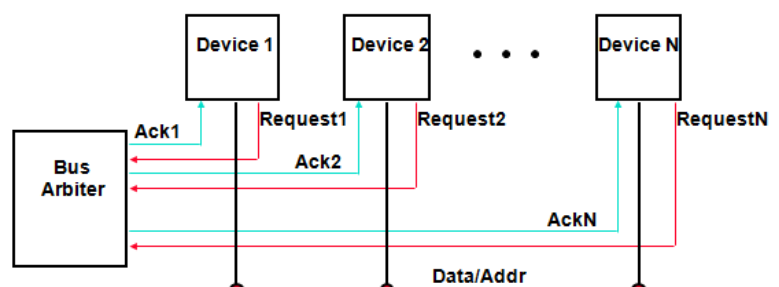 Device 1
Device 2
Device N
Request1
Request2
RequestN
Ack1
Ack2
Bus
Arbiter
AckN
Data/Addr